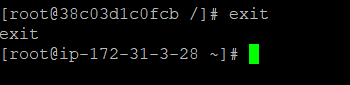 [root@38c03d1c0fcb /]# exit
exit
[root@ip-172-31-3-28 ~]#